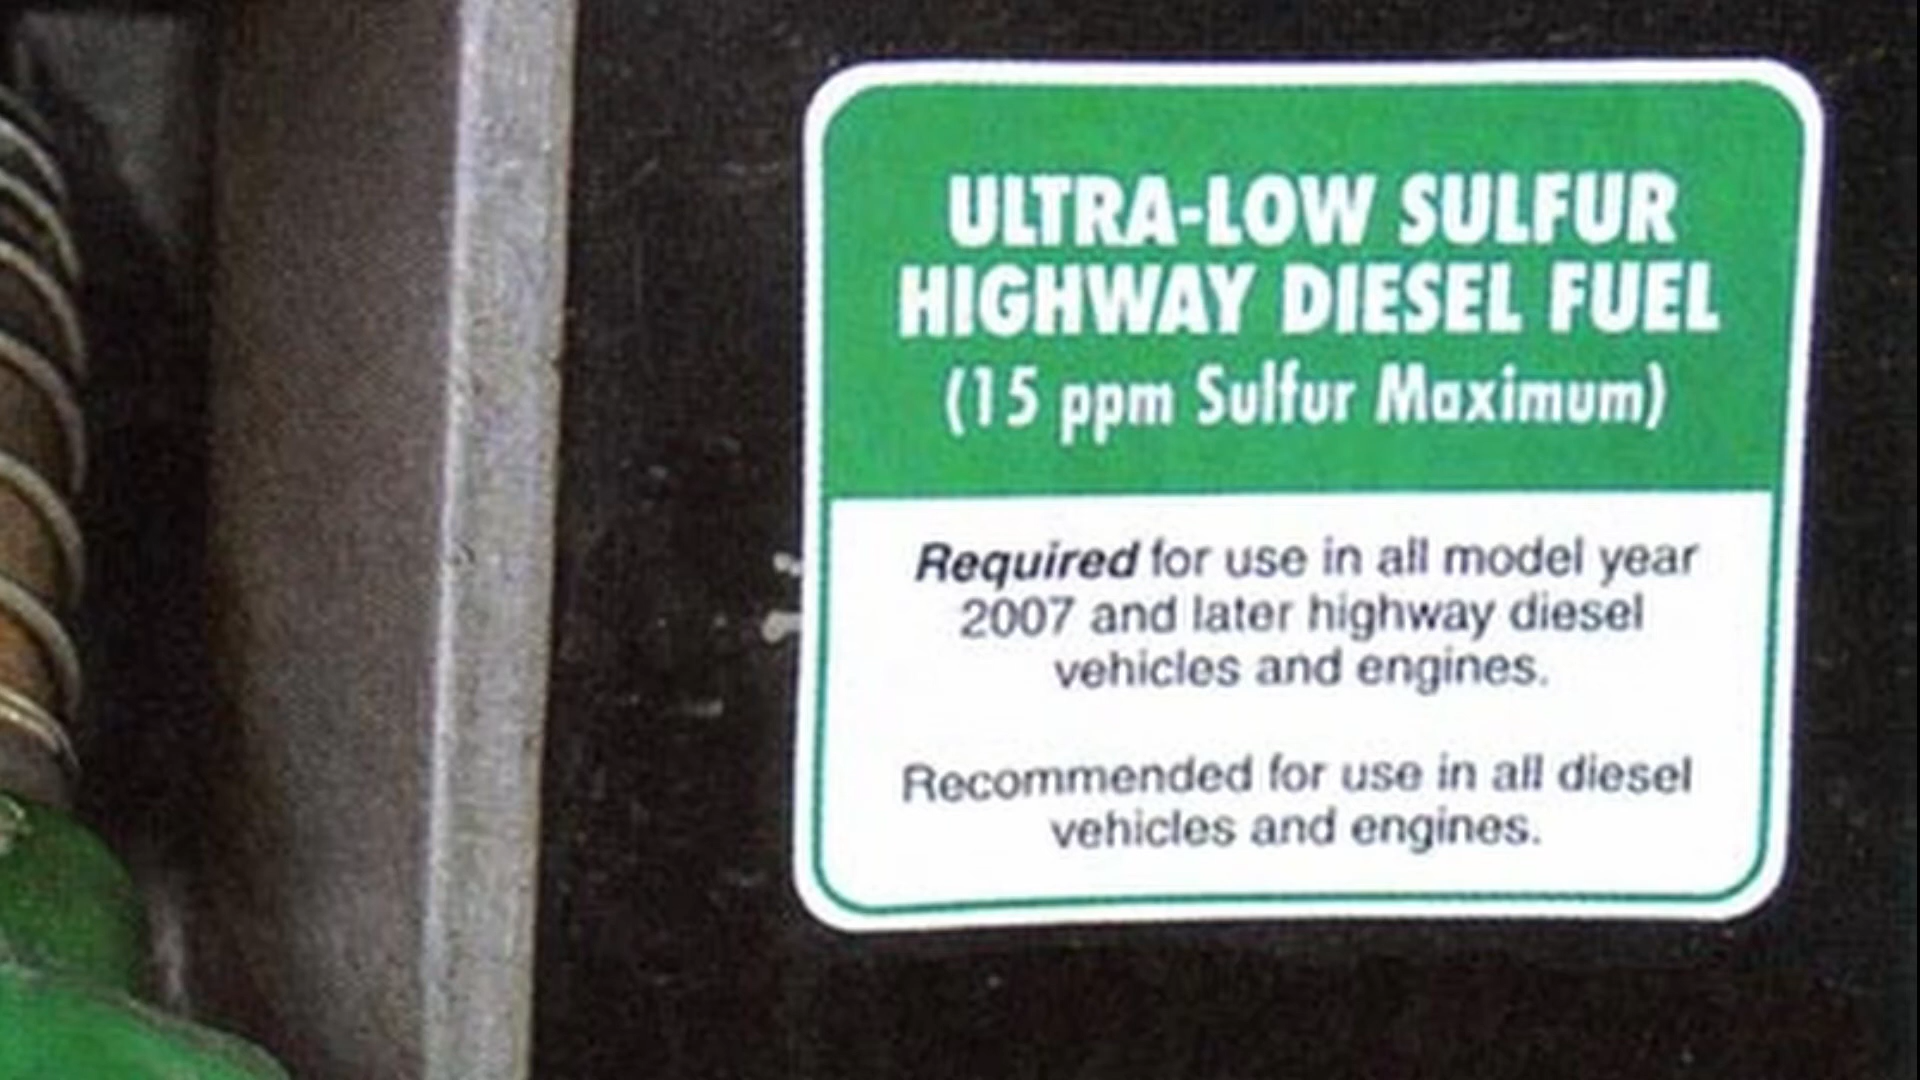 ULTRA-LOW SULFUR
HIGHWAY DIESEL FUEL
(15 ppm Sulfur Maximum)
Required for use in all model year
2007 and later highway diesel
vehicles and engines.
Recommended for use in all diesel
vehicles and engines.